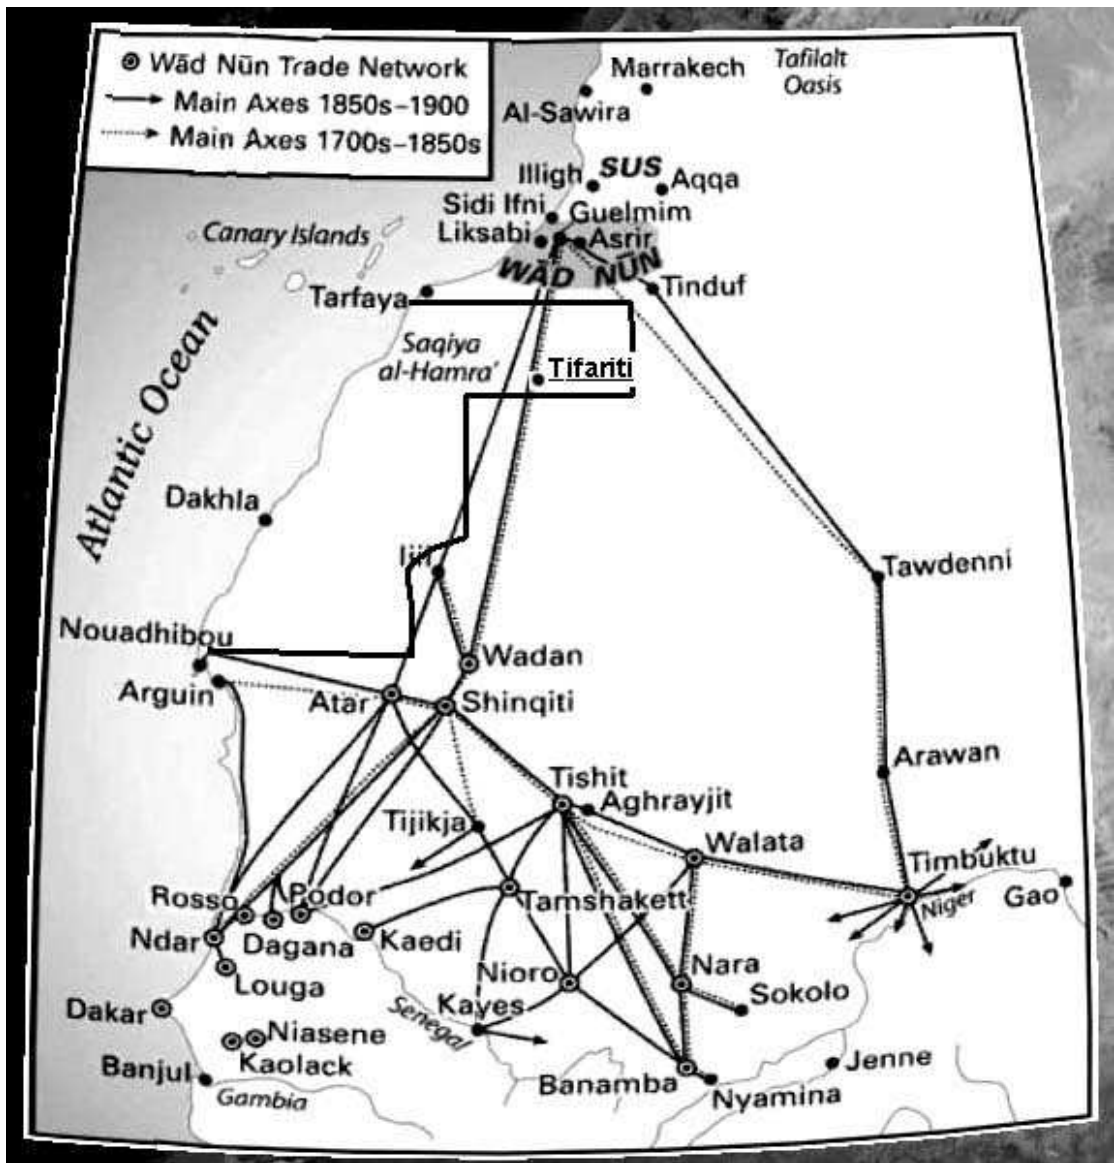 Wād Nūn Trade Network
Main Axes 1850s–1900
Main Axes 1700s–1850s
Tafilalt
Oasis
Marrakech
Al-Sawira
SUS
Illigh
Aqqa
Sidi Ifni
Guelmim
Liksabi
Asrir
WĀD NŪN
Canary Islands
Tarfaya
Tinduf
Saqiya
al-Hamra'
Tifariti
Atlantic Ocean
Dakhla
Ijil
Tawdenni
Nouadhibou
Wadan
Arguin
Atar
Shinqiti
Arawan
Tishit
Aghrayjit
Tijikja
Walata
Timbuktu
Rosso
Podor
Tamshakett
Niger
Gao
Ndar
Dagana
Kaedi
Louga
Nioro
Nara
Sokolo
Dakar
Kayes
Senegal
Niasene
Kaolack
Banjul
Gambia
Banamba
Jenne
Nyamina